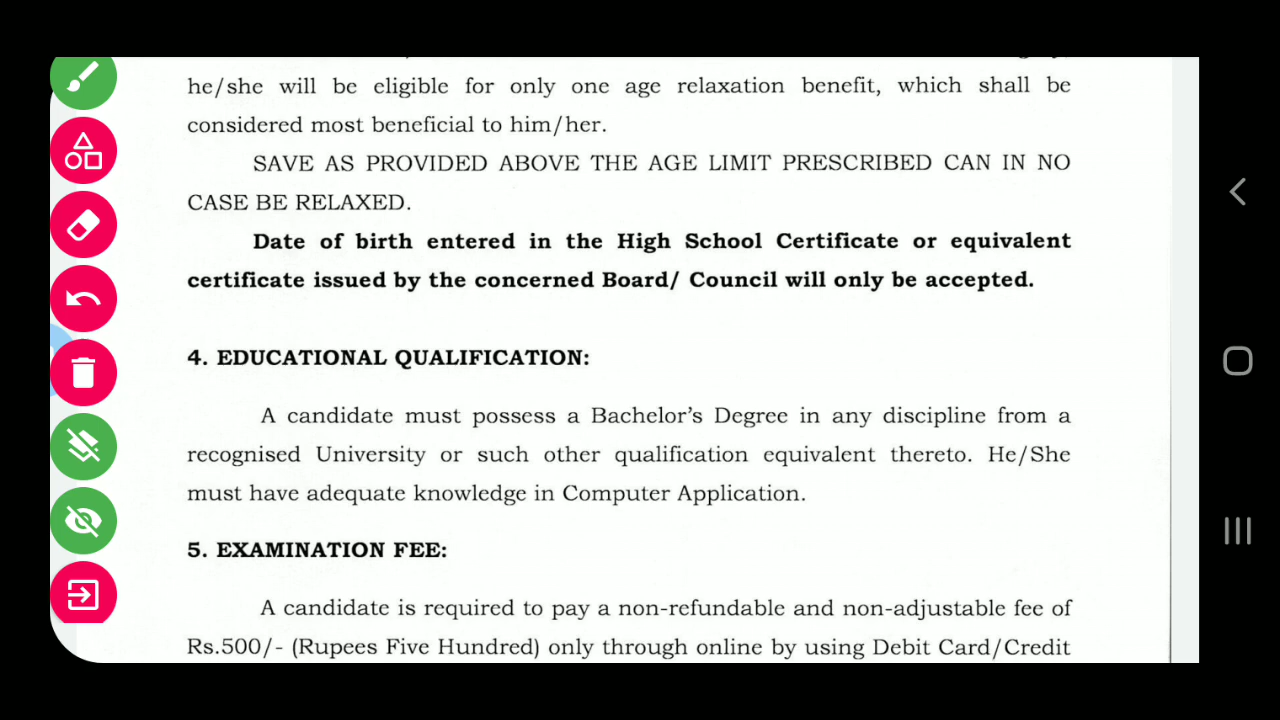 he/she will be eligible for only one age relaxation benefit, which shall be
considered most beneficial to him/her.
SAVE AS PROVIDED ABOVE THE AGE LIMIT PRESCRIBED CAN IN NO
CASE BE RELAXED.
Date of birth entered in the High School Certificate or equivalent
certificate issued by the concerned Board/ Council will only be accepted.
4. EDUCATIONAL QUALIFICATION:
A candidate must possess a Bachelor's Degree in any discipline from a
recognised University or such other qualification equivalent thereto. He/She
must have adequate knowledge in Computer Application.
5. EXAMINATION FEE:
A candidate is required to pay a non-refundable and non-adjustable fee of
Rs.500/- (Rupees Five Hundred) only through online by using Debit Card/Credit